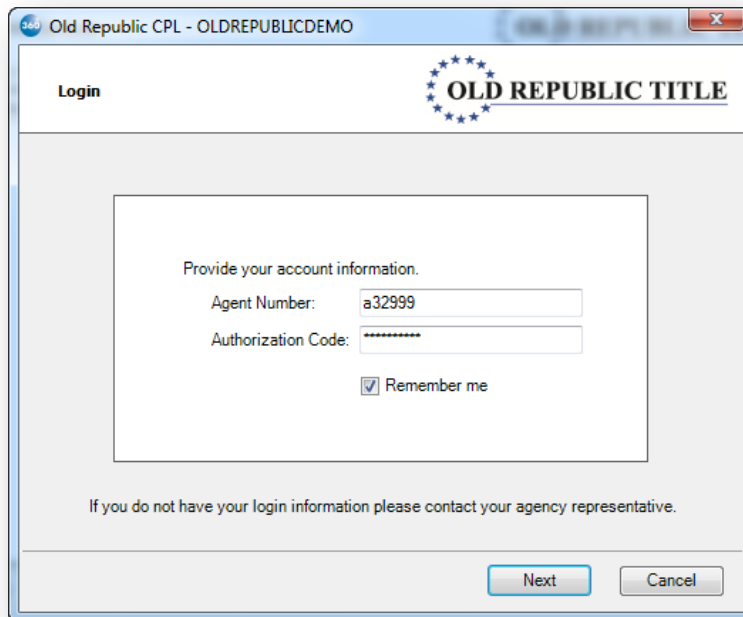 360 Old Republic CPL - OLDREPUBLICDEMO
Login
OLD REPUBLIC TITLE
Provide your account information.
Agent Number: a32999
Authorization Code: **********
Remember me
If you do not have your login information please contact your agency representative.
Next Cancel